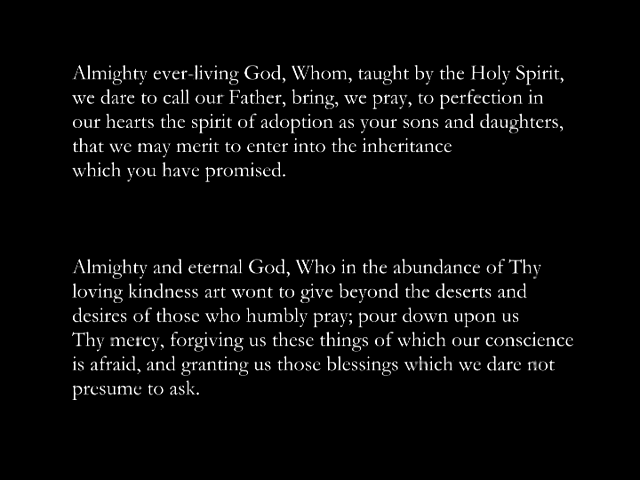 Almighty ever-living God, Whom, taught by the Holy Spirit,
we dare to call our Father, bring, we pray, to perfection in
our hearts the spirit of adoption as your sons and daughters,
that we may merit to enter into the inheritance
which you have promised.
Almighty and eternal God, Who in the abundance of Thy
loving kindness art wont to give beyond the deserts and
desires of those who humbly pray; pour down upon us
Thy mercy, forgiving us these things of which our conscience
is afraid, and granting us those blessings which we dare not
presume to ask.